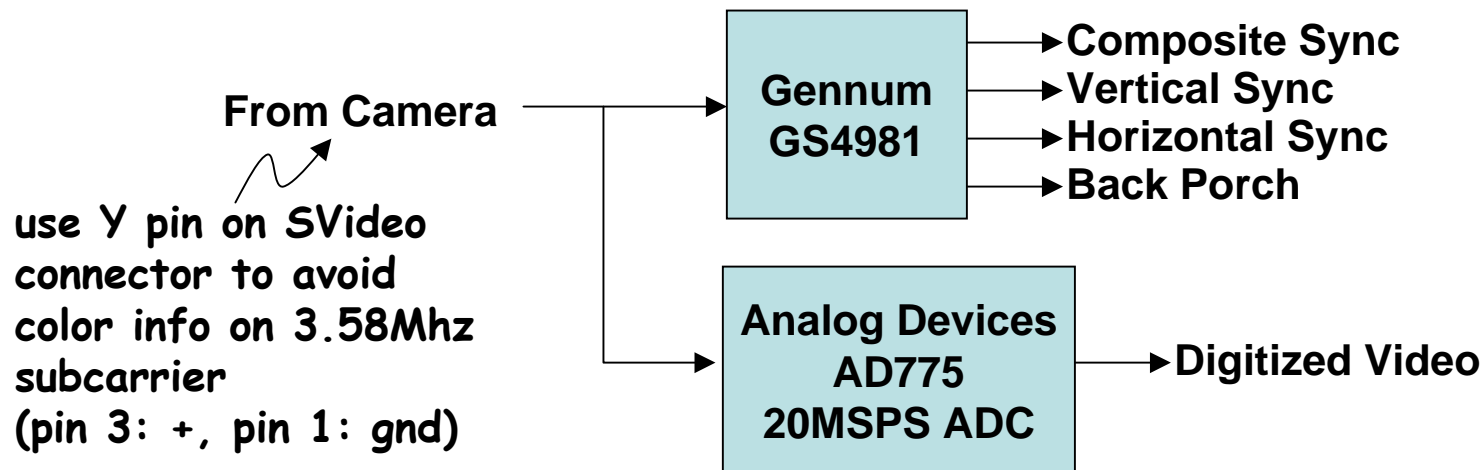 From Camera
use Y pin on SVideo
connector to avoid
color info on 3.58Mhz
subcarrier
(pin 3: +, pin 1: gnd)
Gennum
GS4981
Composite Sync
Vertical Sync
Horizontal Sync
Back Porch
Analog Devices
AD775
20MSPS ADC
Digitized Video